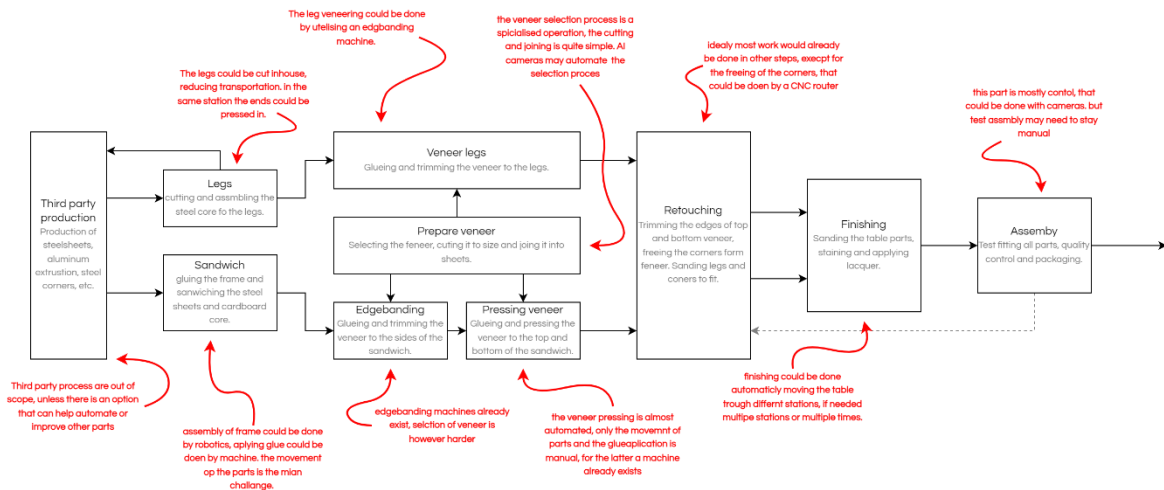 The leg veneering could be done
by utelising an edgbanding
machine.
the veneer selection process is a
spicialised operation, the cutting
and joining is quite simple. AI
cameras may automate the
selection proces
idealy most work would already
be done in other steps, execpt for
the freeing of the corners, that
could be doen by a CNC router
The legs could be cut inhouse,
reducing transportation. in the
same station the ends could be
pressed in.
this part is mostly contol, that
could be done with cameras. but
test assmbly may need to stay
manual
Third party
production
Production of
steelsheets,
aluminum
extrustion, steel
corners, etc.
Legs
cutting and assmbling the
steel core fo the legs.
Veneer legs
Glueing and trimming the veneer to the legs.
Prepare veneer
Selecting the feneer, cuting it to size and joing it into
sheets.
Sandwich
gluing the frame and
sanwiching the steel
sheets and cardboard
core.
Edgebanding
Glueing and trimming the
veneer to the sides of the
sandwich.
Pressing veneer
Glueing and pressing the
veneer to the top and
bottom of the sandwich.
Retouching
Trimming the edges of top
and bottom veneer,
freeing the corners form
feneer. Sanding legs and
coners to fit.
Finishing
Sanding the table parts,
staining and applying
lacquer.
Assemby
Test fitting all parts, quality
control and packaging.
Third party process are out of
scope, unless there is an option
that can help automate or
improve other parts
assembly of frame could be done
by robotics, aplying glue could be
doen by machine. the movement
op the parts is the mian
challange.
edgebanding machines already
exist, selction of veneer is
however harder
the veneer pressing is almost
automated, only the movemnt of
parts and the glueaplication is
manual, for the latter a machine
already exists
finishing could be done
automaticly moving the table
trough differnt stations, if needed
multipe stations or multiple times.